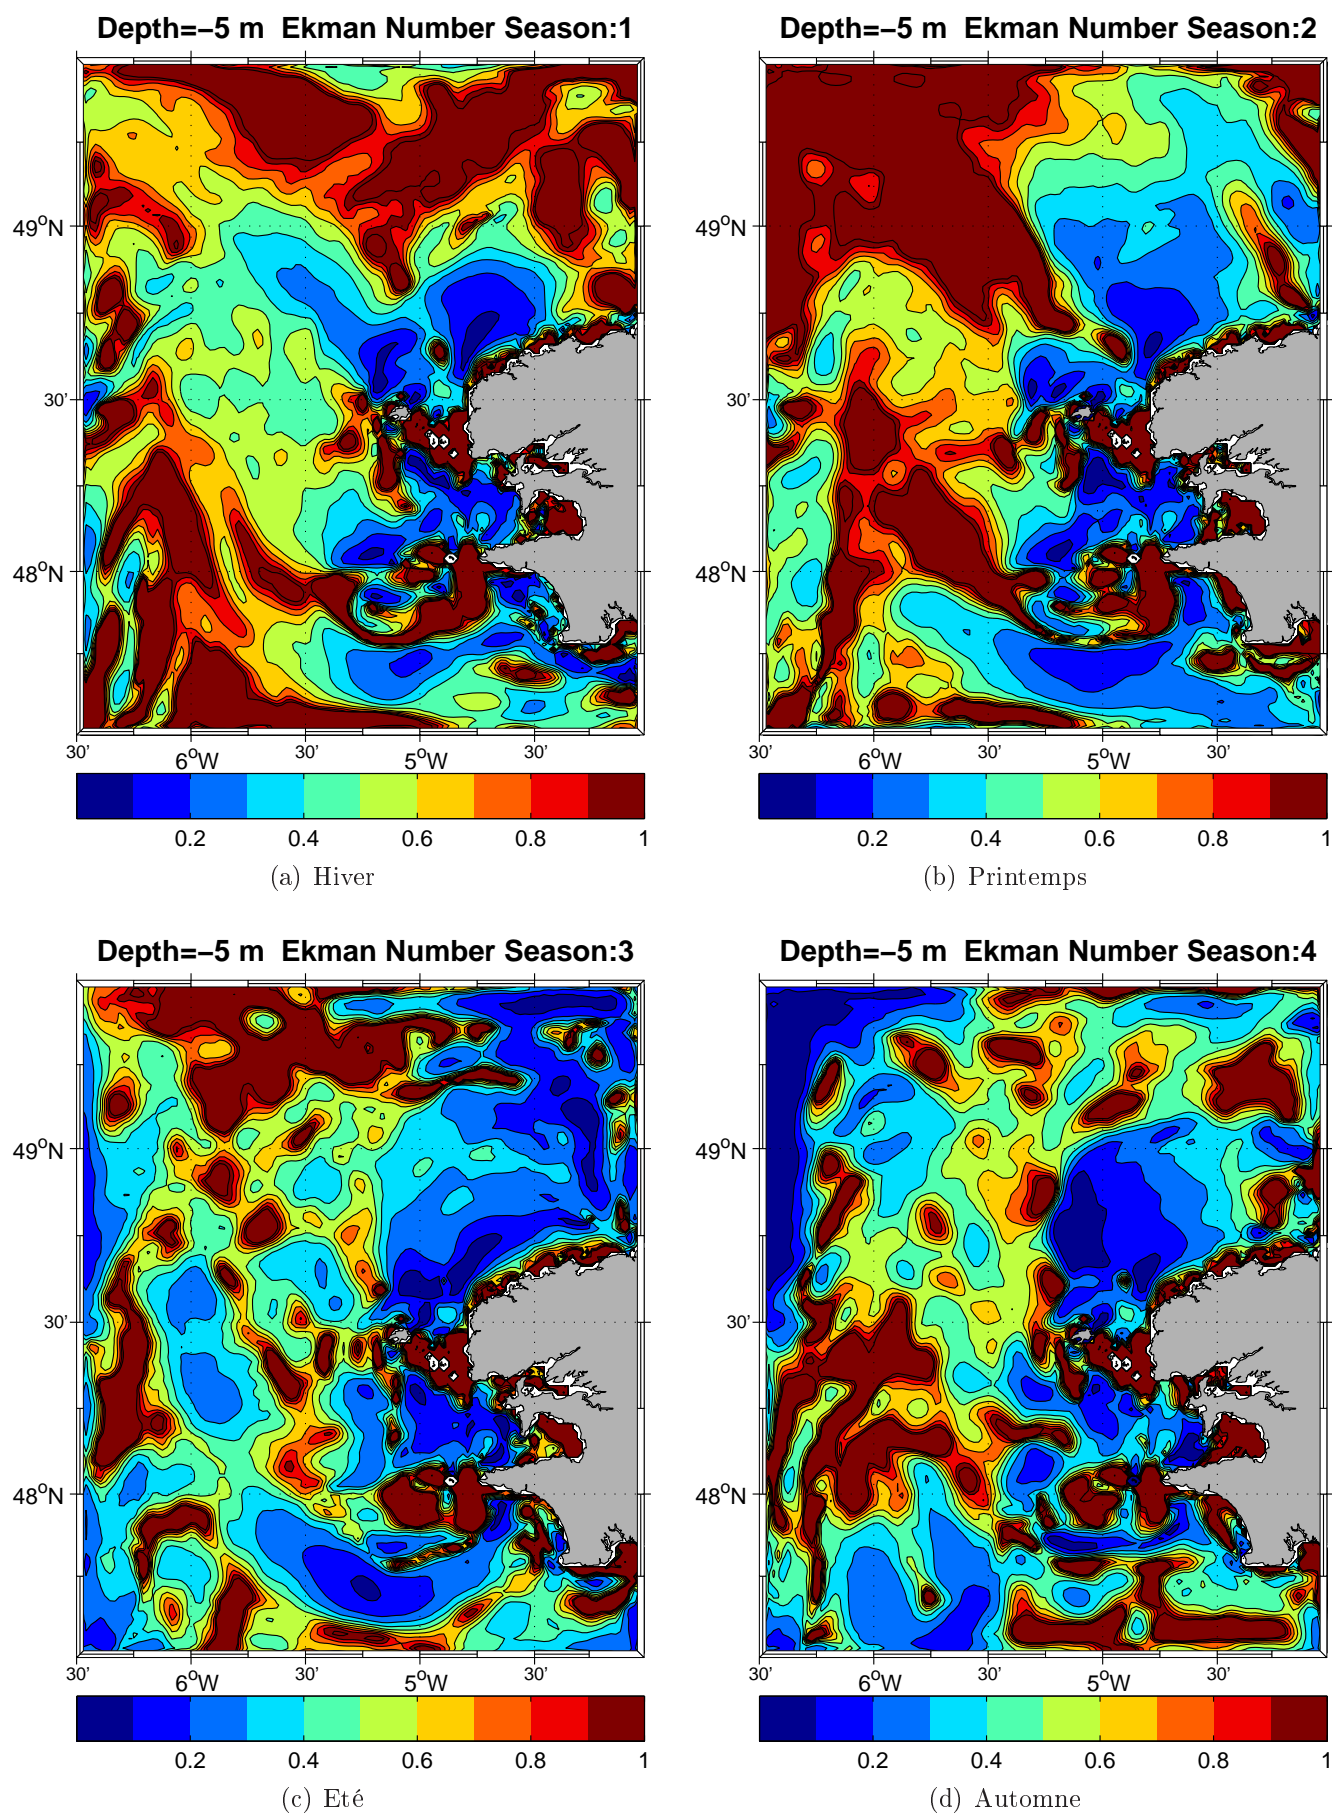 Depth=−5 m  Ekman Number Season:1
49°N
30'
48°N
30' 6°W 30' 5°W 30'
0.2 0.4 0.6 0.8 1
(a) Hiver
Depth=−5 m  Ekman Number Season:2
49°N
30'
48°N
30' 6°W 30' 5°W 30'
0.2 0.4 0.6 0.8 1
(b) Printemps
Depth=−5 m  Ekman Number Season:3
49°N
30'
48°N
30' 6°W 30' 5°W 30'
0.2 0.4 0.6 0.8 1
(c) Eté
Depth=−5 m  Ekman Number Season:4
49°N
30'
48°N
30' 6°W 30' 5°W 30'
0.2 0.4 0.6 0.8 1
(d) Automne